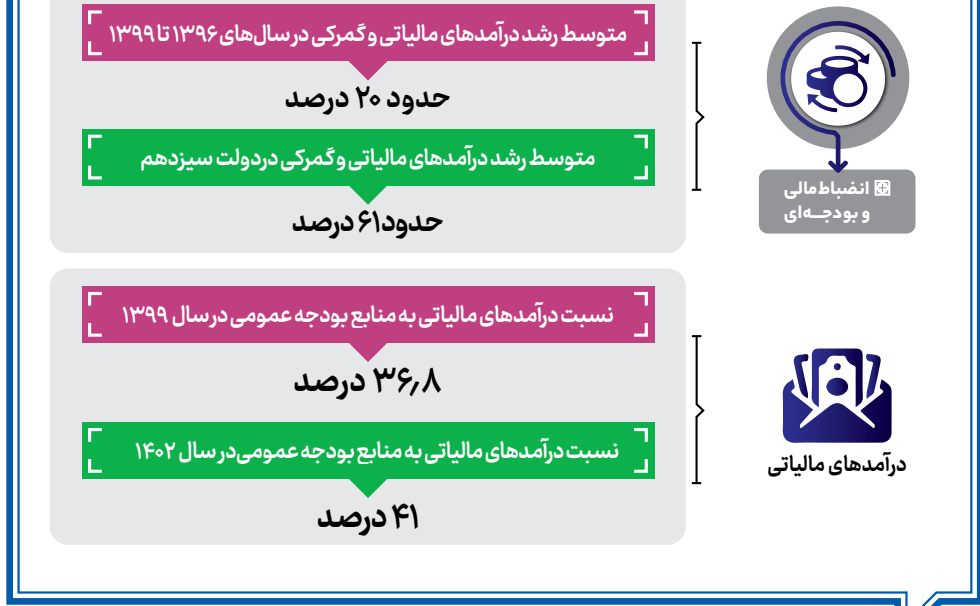 انضباط مالی
و بودجه‌ای
متوسط رشد درآمدهای مالیاتی و گمرکی در سال‌های ۱۳۹۶ تا ۱۳۹۹
حدود ۲۰ درصد
متوسط رشد درآمدهای مالیاتی و گمرکی در دولت سیزدهم
حدود ۶۱ درصد
درآمدهای مالیاتی
نسبت درآمدهای مالیاتی به منابع بودجه عمومی در سال ۱۳۹۹
۳۶٫۸ درصد
نسبت درآمدهای مالیاتی به منابع بودجه عمومی در سال ۱۴۰۲
۴۱ درصد